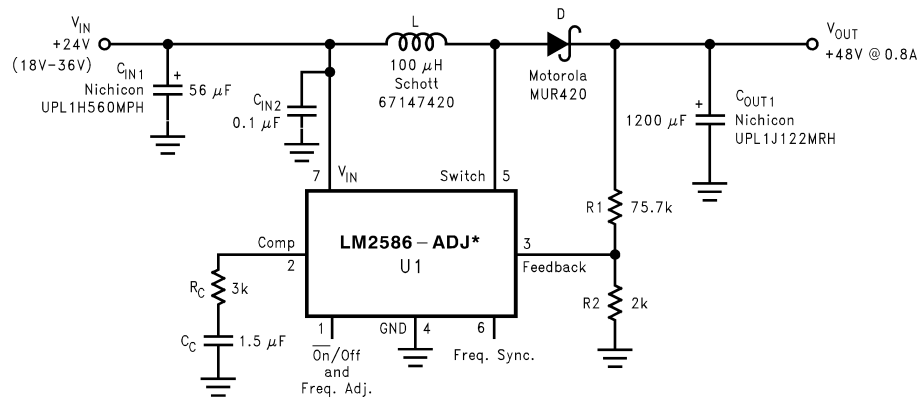 V_IN
+24V
(18V-36V)
C_IN1
Nichicon
UPL1H560MPH
+
56 μF
C_IN2
0.1 μF
L
100 μH
Schott
67147420
D
Motorola
MUR420
V_OUT
+48V @ 0.8A
+
1200 μF
C_OUT1
Nichicon
UPL1J122MRH
7
V_IN
Switch
5
R1
75.7k
LM2586-ADJ*
U1
Comp
2
3
Feedback
R_C
3k
R2
2k
C_C
1.5 μF
1
On/Off
and
Freq. Adj.
GND
4
6
Freq. Sync.